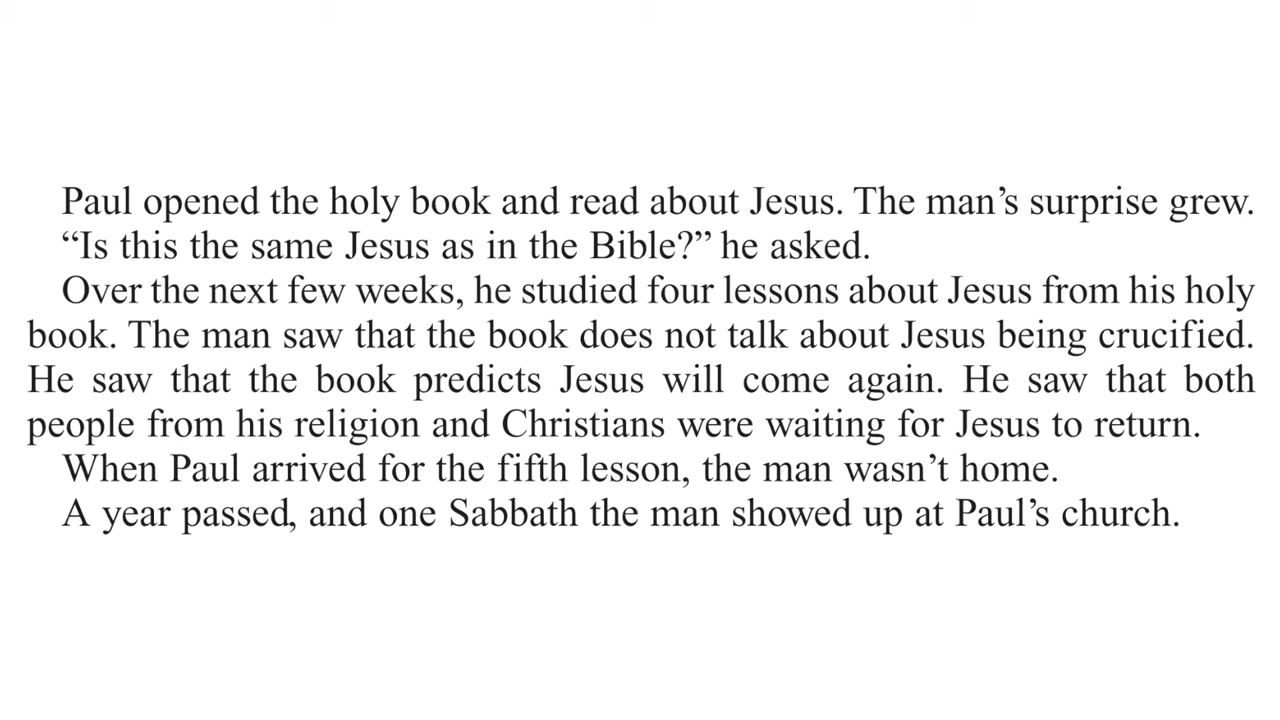 Paul opened the holy book and read about Jesus. The man’s surprise grew.
“Is this the same Jesus as in the Bible?” he asked.
Over the next few weeks, he studied four lessons about Jesus from his holy
book. The man saw that the book does not talk about Jesus being crucified.
He saw that the book predicts Jesus will come again. He saw that both
people from his religion and Christians were waiting for Jesus to return.
When Paul arrived for the fifth lesson, the man wasn’t home.
A year passed, and one Sabbath the man showed up at Paul’s church.